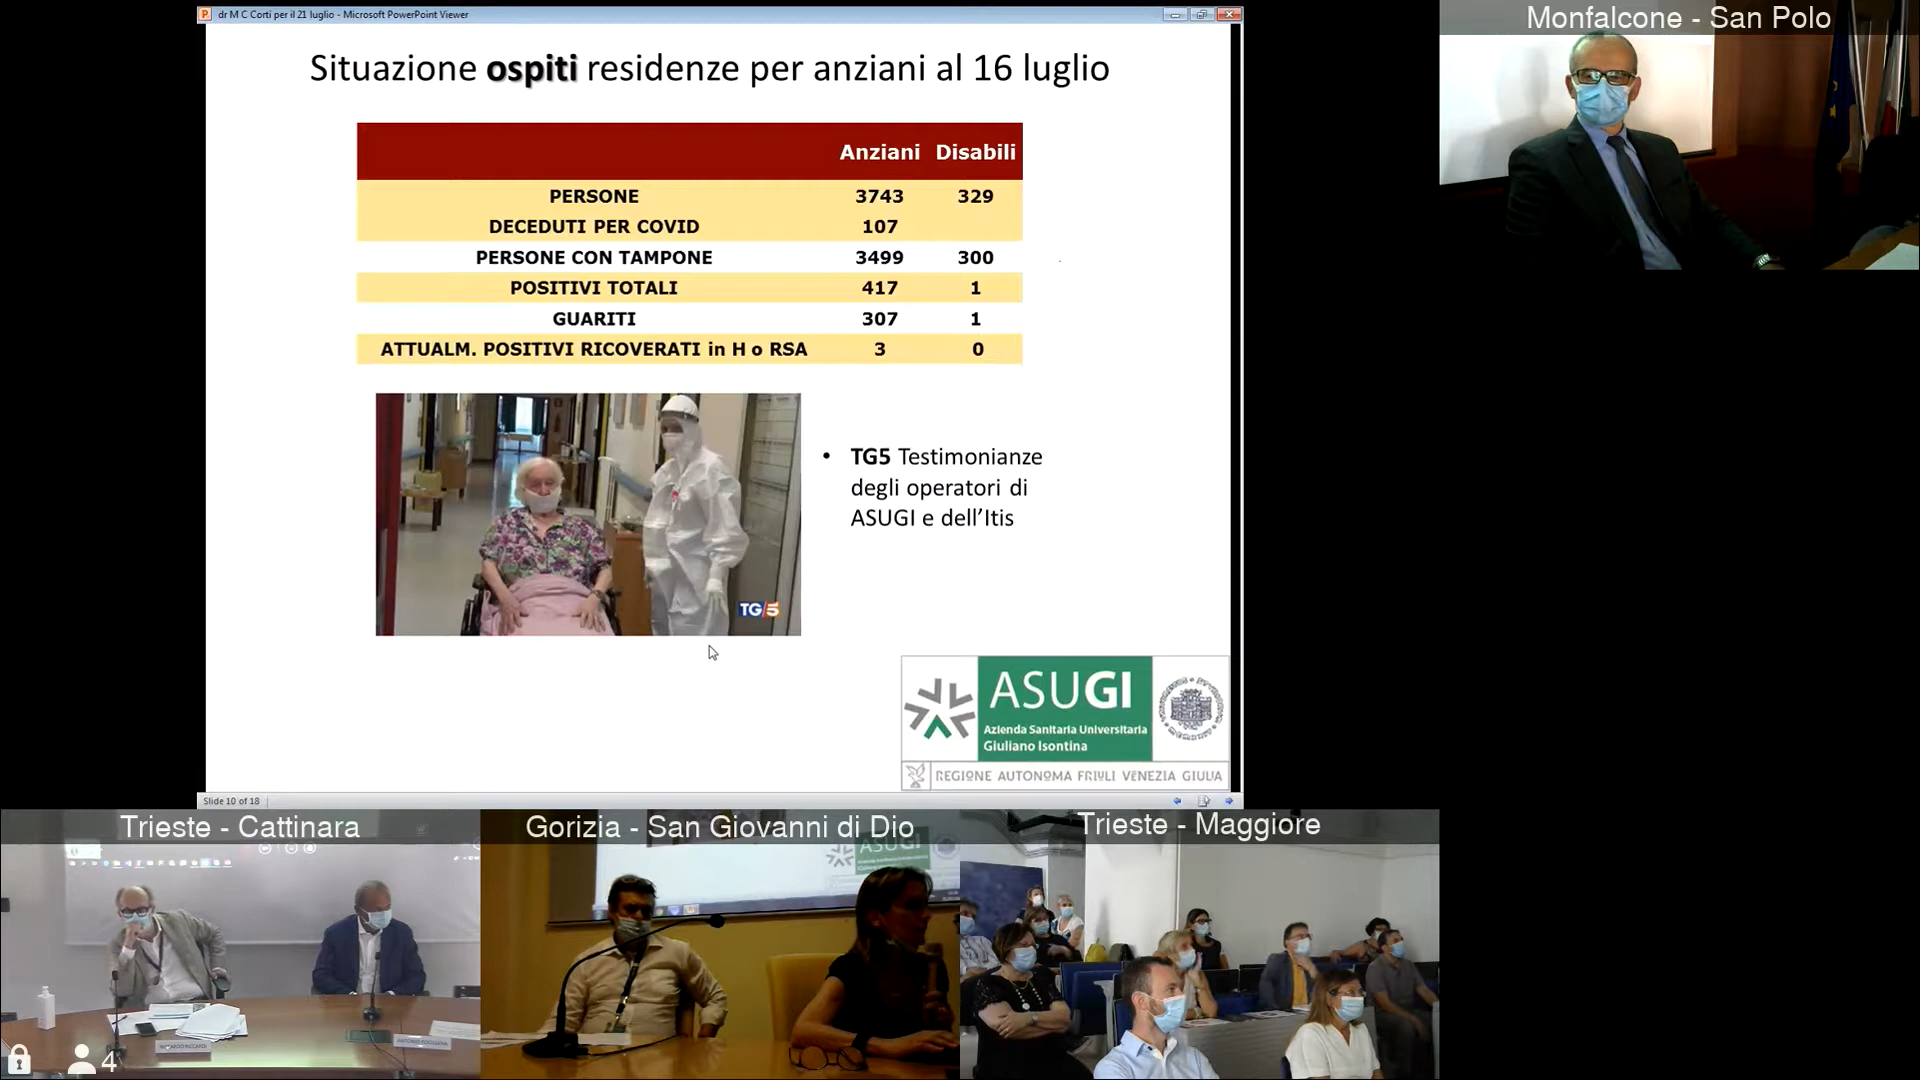 dr M C Corti per il 21 luglio - Microsoft PowerPoint Viewer
Monfalcone - San Polo
Situazione ospiti residenze per anziani al 16 luglio
Anziani Disabili
PERSONE 3743 329
DECEDUTI PER COVID 107
PERSONE CON TAMPONE 3499 300
POSITIVI TOTALI 417 1
GUARITI 307 1
ATTUALM. POSITIVI RICOVERATI in H o RSA 3 0
• TG5 Testimonianze
degli operatori di
ASUGI e dell'Itis
TG5
ASUGI
Azienda Sanitaria Universitaria
Giuliano Isontina
REGIONE AUTONOMA FRIULI VENEZIA GIULIA
Slide 10 of 18
Trieste - Cattinara
Gorizia - San Giovanni di Dio
Trieste - Maggiore
4